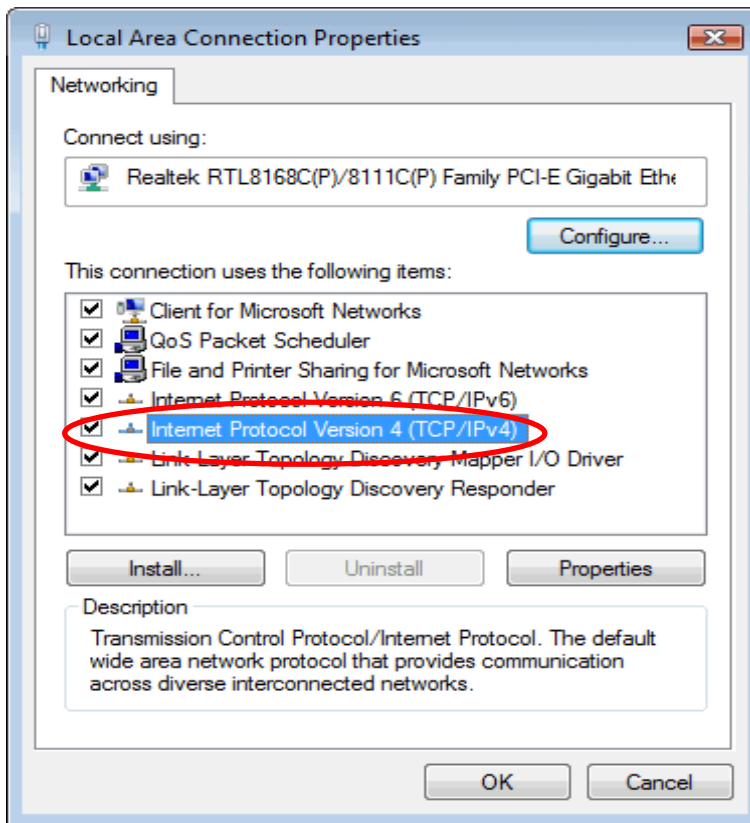 Local Area Connection Properties
Networking
Connect using:
Realtek RTL8168C(P)/8111C(P) Family PCI-E Gigabit Ethe
Configure...
This connection uses the following items:
Client for Microsoft Networks
QoS Packet Scheduler
File and Printer Sharing for Microsoft Networks
Internet Protocol Version 6 (TCP/IPv6)
Internet Protocol Version 4 (TCP/IPv4)
Link-Layer Topology Discovery Mapper I/O Driver
Link-Layer Topology Discovery Responder
Install...
Uninstall
Properties
Description
Transmission Control Protocol/Internet Protocol. The default
wide area network protocol that provides communication
across diverse interconnected networks.
OK
Cancel